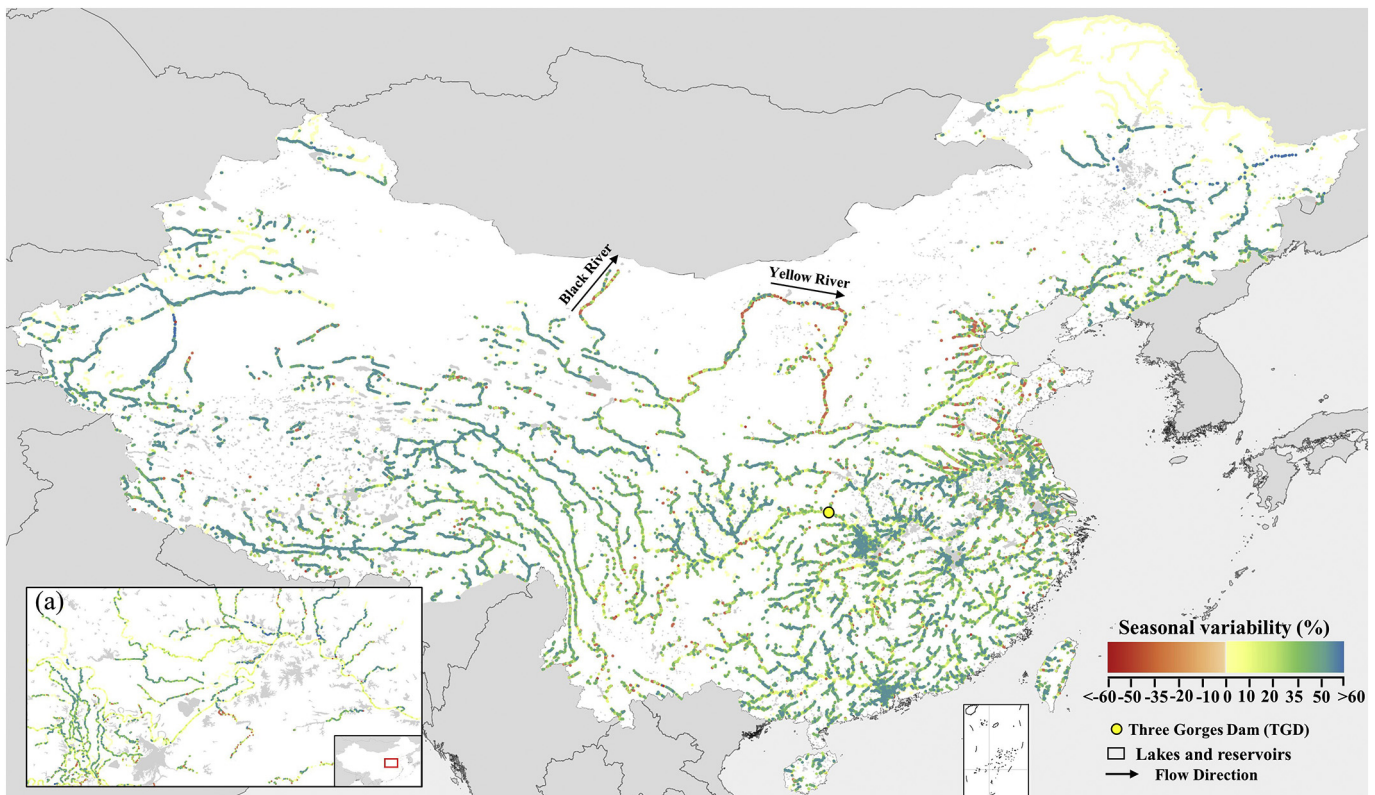 Black River
Yellow River
(a)
Seasonal variability (%)
<-60 -50 -35 -20 -10 0 10 20 35 50 >60
Three Gorges Dam (TGD)
Lakes and reservoirs
Flow Direction